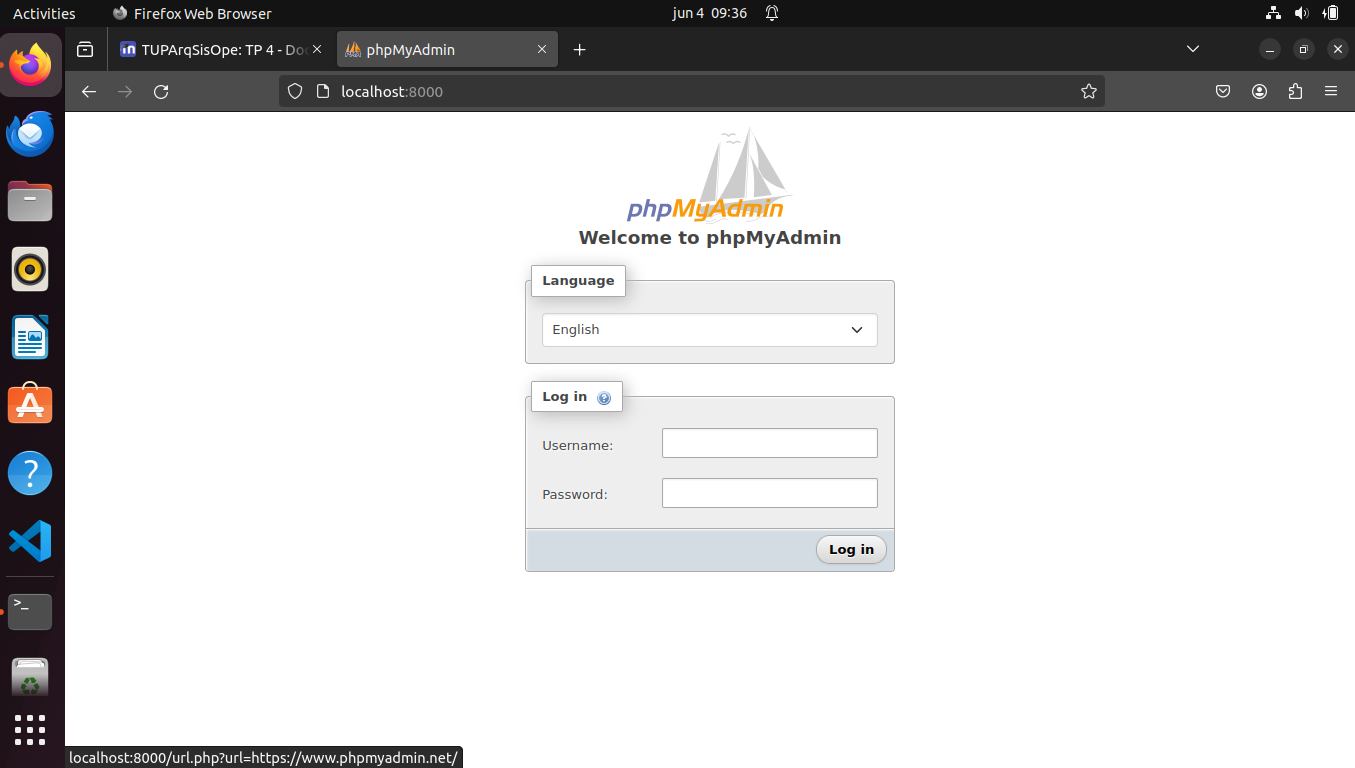 Activities
Firefox Web Browser
jun 4 09:36
TUPArqSisOpe: TP 4 - Do
phpMyAdmin
localhost:8000
phpMyAdmin
Welcome to phpMyAdmin
Language
English
Log in
Username:
Password:
Log in
localhost:8000/url.php?url=https://www.phpmyadmin.net/